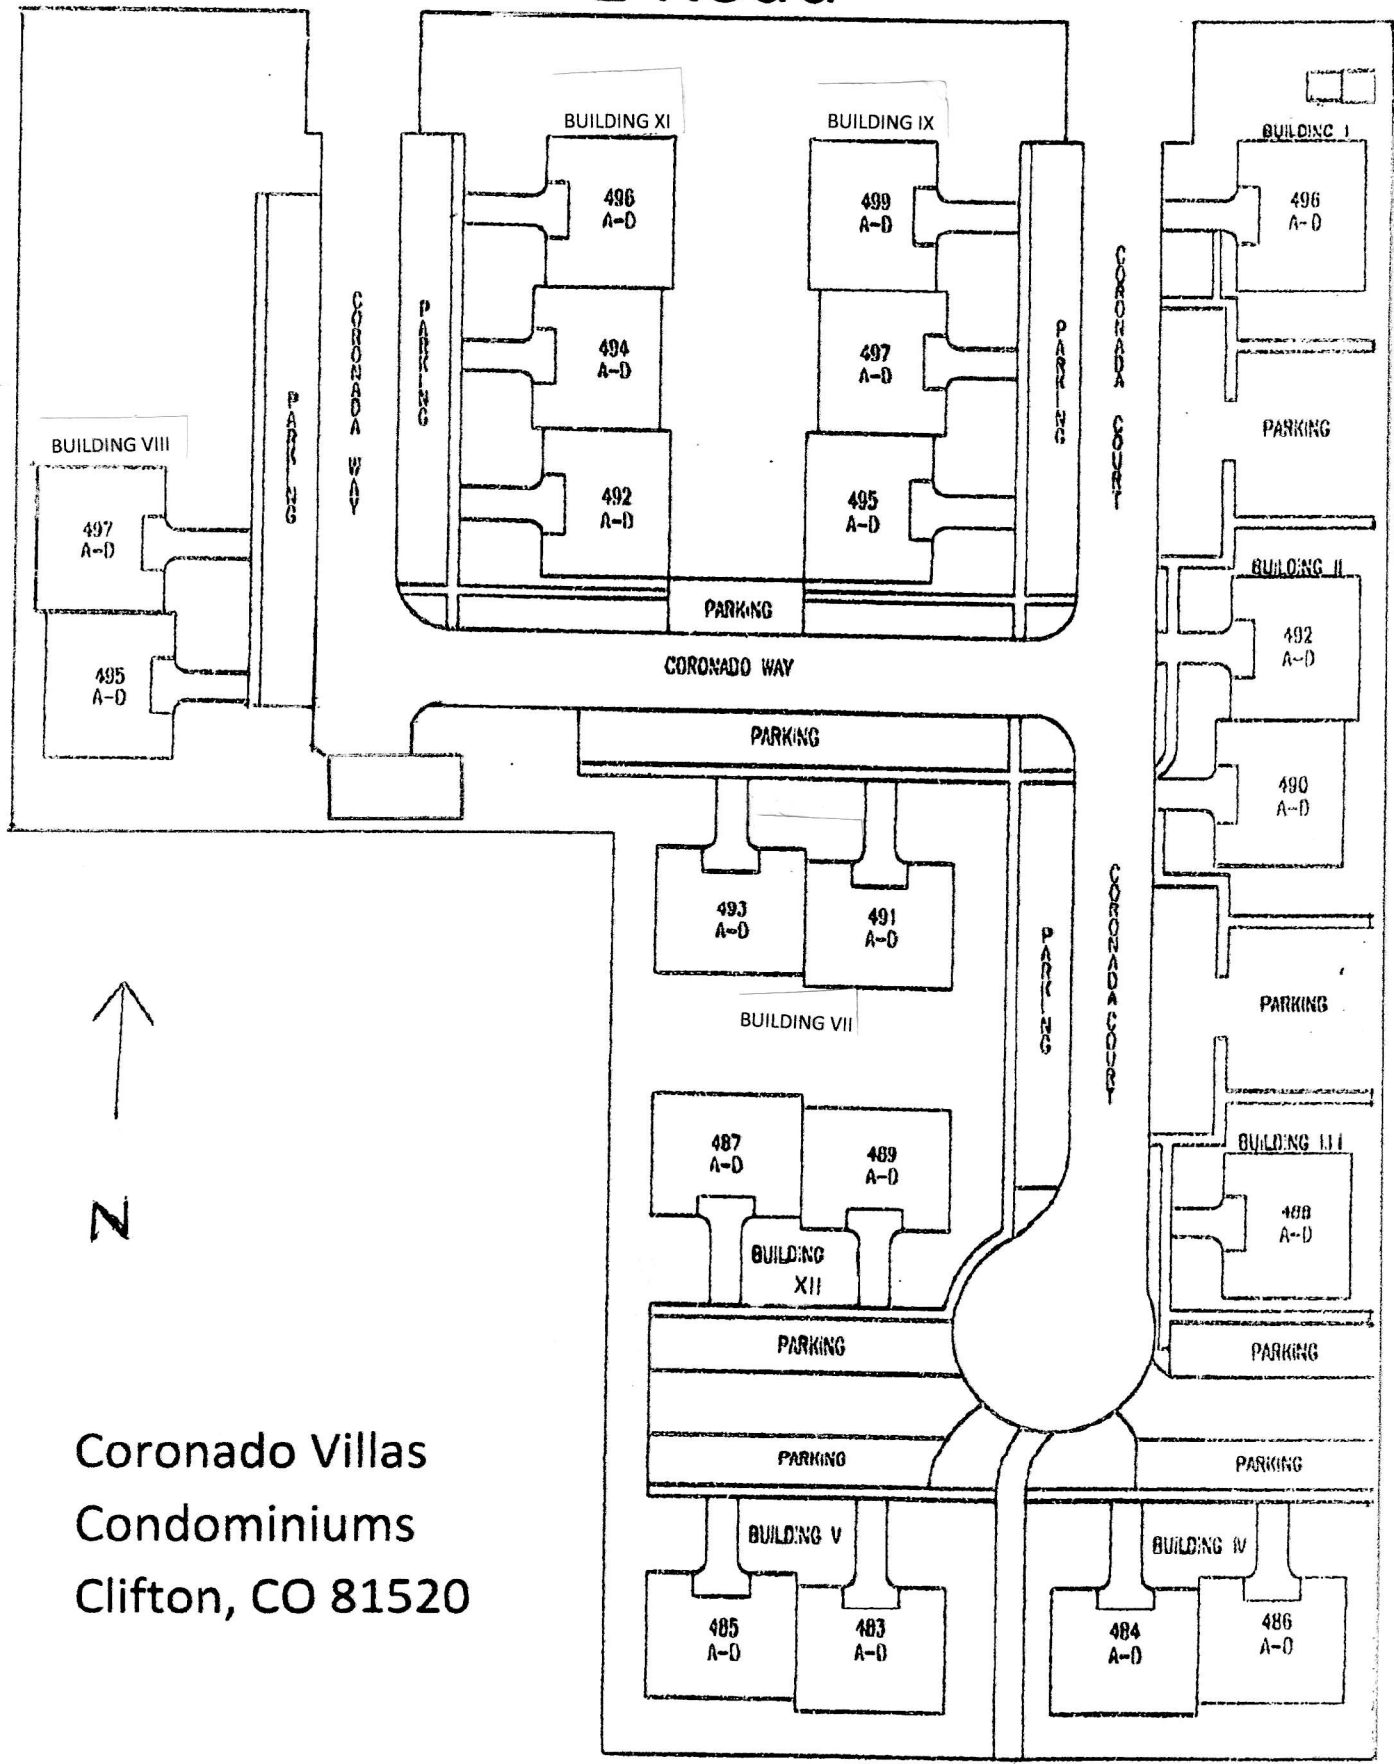 BUILDING XI
BUILDING IX
BUILDING I
496
A-D
499
A-D
496
A-D
CORONADA WAY
PARKING
CORONADA COURT
PARKING
494
A-D
497
A-D
PARKING
PARKING
BUILDING VIII
497
A-D
492
A-D
495
A-D
BUILDING II
PARKING
492
A-D
495
A-D
CORONADO WAY
PARKING
490
A-D
493
A-D
491
A-D
PARKING
CORONADA COURT
PARKING
BUILDING VII
487
A-D
489
A-D
BUILDING III
488
A-D
N
BUILDING
XII
PARKING
PARKING
PARKING
PARKING
BUILDING V
BUILDING IV
485
A-D
483
A-D
484
A-D
486
A-D
Coronado Villas
Condominiums
Clifton, CO 81520